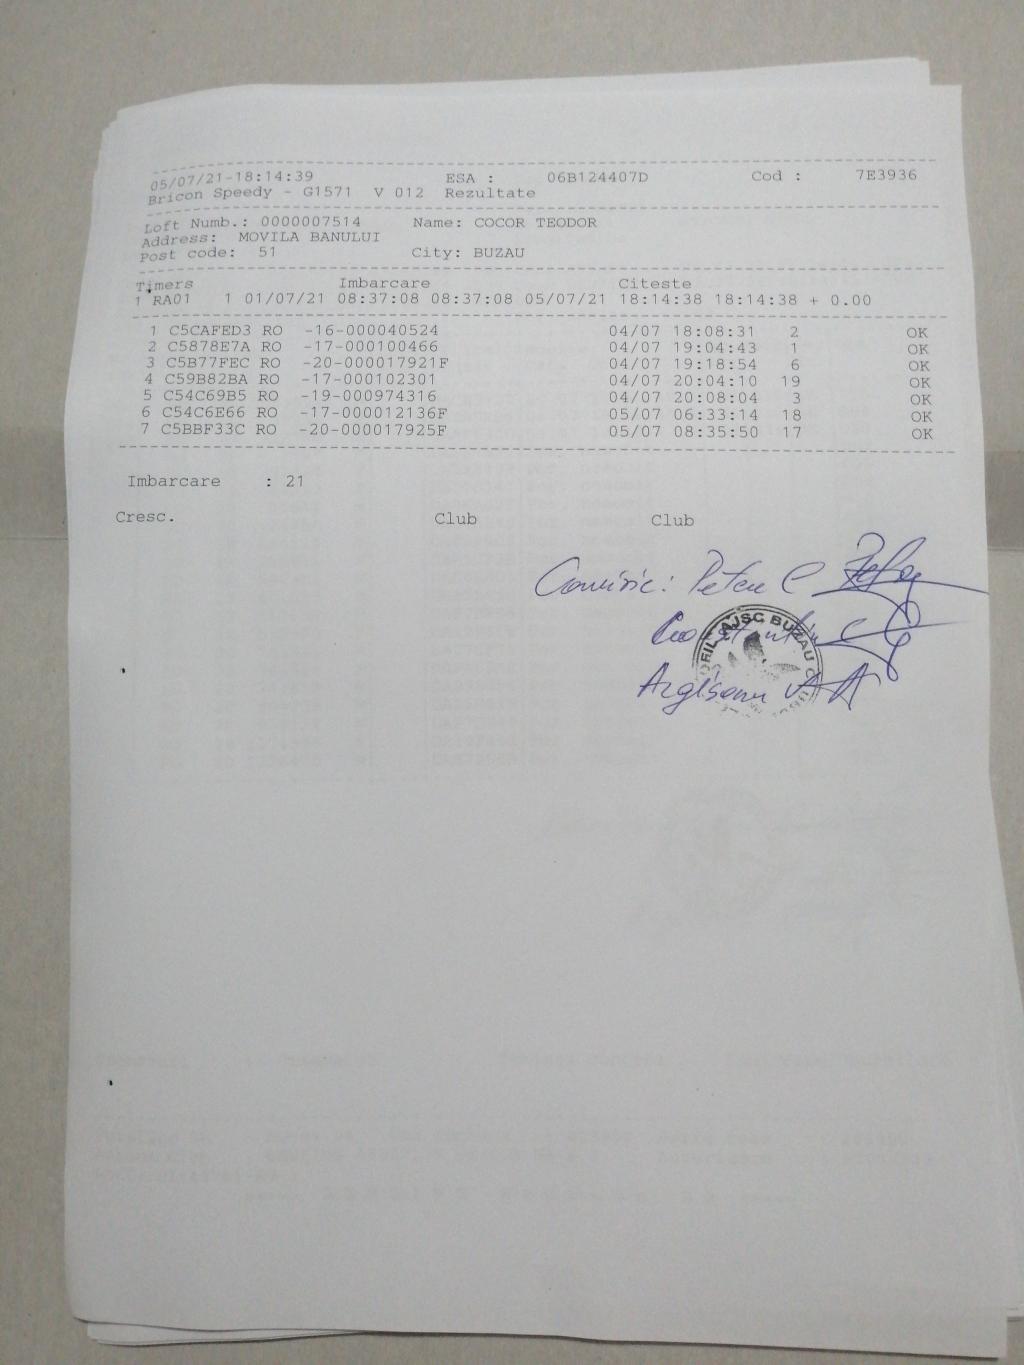 05/07/21-18:14:39 ESA : 06B124407D Cod : 7E3936
Bricon Speedy - G1571 V 012 Rezultate
Loft Numb.: 0000007514 Name: COCOR TEODOR
Address: MOVILA BANULUI
Post code: 51 City: BUZAU
Timers Imbarcare Citeste
1 RA01 1 01/07/21 08:37:08 08:37:08 05/07/21 18:14:38 18:14:38 + 0.00
1 C5CAFED3 RO -16-000040524 04/07 18:08:31 2 OK
2 C5878E7A RO -17-000100466 04/07 19:04:43 1 OK
3 C5B77FEC RO -20-000017921F 04/07 19:18:54 6 OK
4 C59B82BA RO -17-000102301 04/07 20:04:10 19 OK
5 C54C69B5 RO -19-000974316 04/07 20:08:04 3 OK
6 C54C6E66 RO -17-000012136F 05/07 06:33:14 18 OK
7 C5BBF33C RO -20-000017925F 05/07 08:35:50 17 OK
Imbarcare : 21
Cresc. Club Club
BUZAU